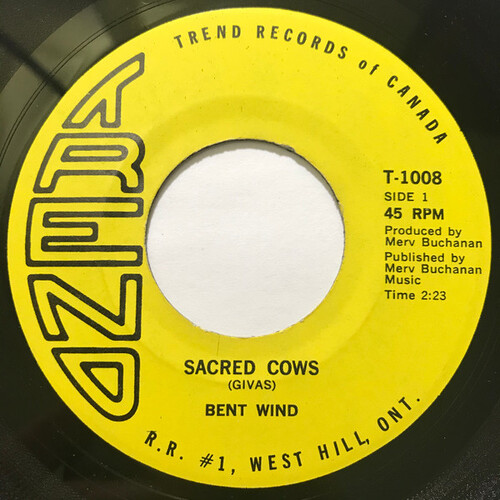 TREND RECORDS of CANADA
TREND
T-1008
SIDE 1
45 RPM
Produced by
Merv Buchanan
Published by
Merv Buchanan
Music
Time 2:23
SACRED COWS
(GIVAS)
BENT WIND
R.R. #1, WEST HILL, ONT.